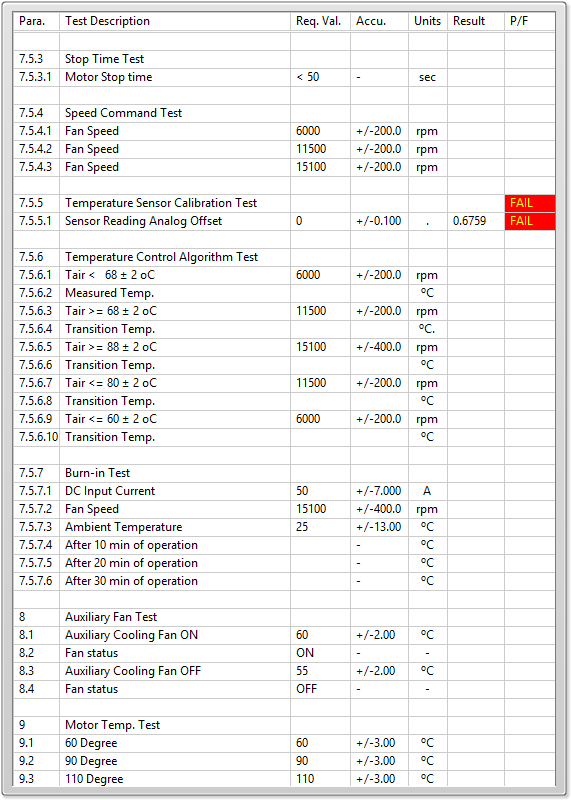 Para. Test Description Req. Val. Accu. Units Result P/F
7.5.3 Stop Time Test
7.5.3.1 Motor Stop time < 50 - sec
7.5.4 Speed Command Test
7.5.4.1 Fan Speed 6000 +/-200.0 rpm
7.5.4.2 Fan Speed 11500 +/-200.0 rpm
7.5.4.3 Fan Speed 15100 +/-200.0 rpm
7.5.5 Temperature Sensor Calibration Test FAIL
7.5.5.1 Sensor Reading Analog Offset 0 +/-0.100 . 0.6759 FAIL
7.5.6 Temperature Control Algorithm Test
7.5.6.1 Tair < 68 ± 2 oC 6000 +/-200.0 rpm
7.5.6.2 Measured Temp. ºC
7.5.6.3 Tair >= 68 ± 2 oC 11500 +/-200.0 rpm
7.5.6.4 Transition Temp. ºC.
7.5.6.5 Tair >= 88 ± 2 oC 15100 +/-400.0 rpm
7.5.6.6 Transition Temp. ºC
7.5.6.7 Tair <= 80 ± 2 oC 11500 +/-200.0 rpm
7.5.6.8 Transition Temp. ºC
7.5.6.9 Tair <= 60 ± 2 oC 6000 +/-200.0 rpm
7.5.6.10 Transition Temp. ºC
7.5.7 Burn-in Test
7.5.7.1 DC Input Current 50 +/-7.000 A
7.5.7.2 Fan Speed 15100 +/-400.0 rpm
7.5.7.3 Ambient Temperature 25 +/-13.00 ºC
7.5.7.4 After 10 min of operation - ºC
7.5.7.5 After 20 min of operation - ºC
7.5.7.6 After 30 min of operation - ºC
8 Auxiliary Fan Test
8.1 Auxiliary Cooling Fan ON 60 +/-2.00 ºC
8.2 Fan status ON - -
8.3 Auxiliary Cooling Fan OFF 55 +/-2.00 ºC
8.4 Fan status OFF - -
9 Motor Temp. Test
9.1 60 Degree 60 +/-3.00 ºC
9.2 90 Degree 90 +/-3.00 ºC
9.3 110 Degree 110 +/-3.00 ºC